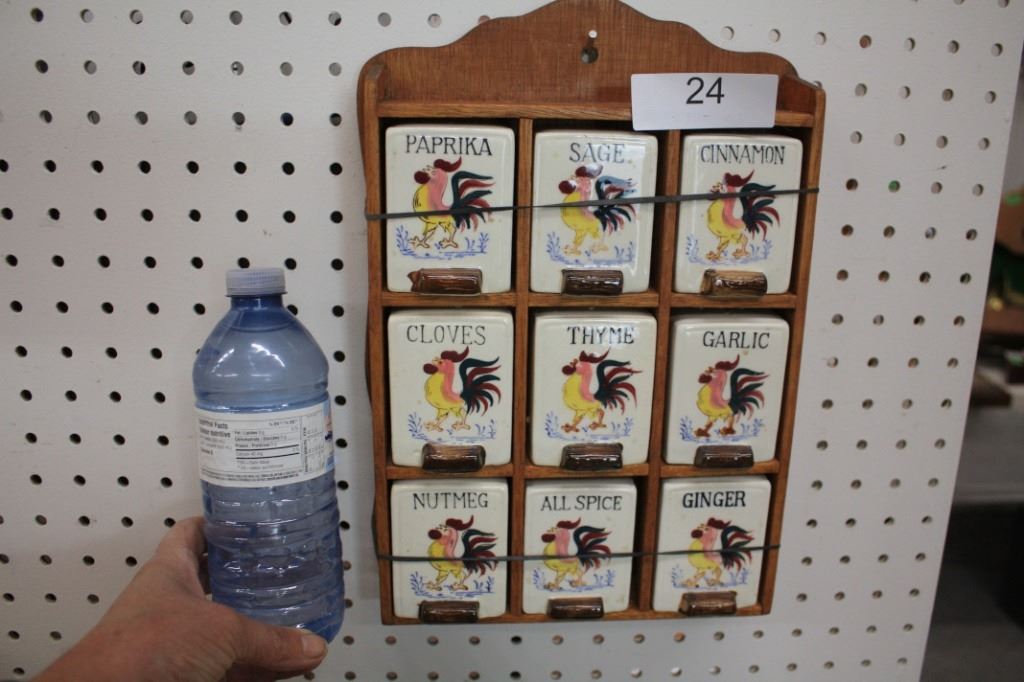 24
PAPRIKA
SAGE
CINNAMON
CLOVES
THYME
GARLIC
NUTMEG
ALL SPICE
GINGER